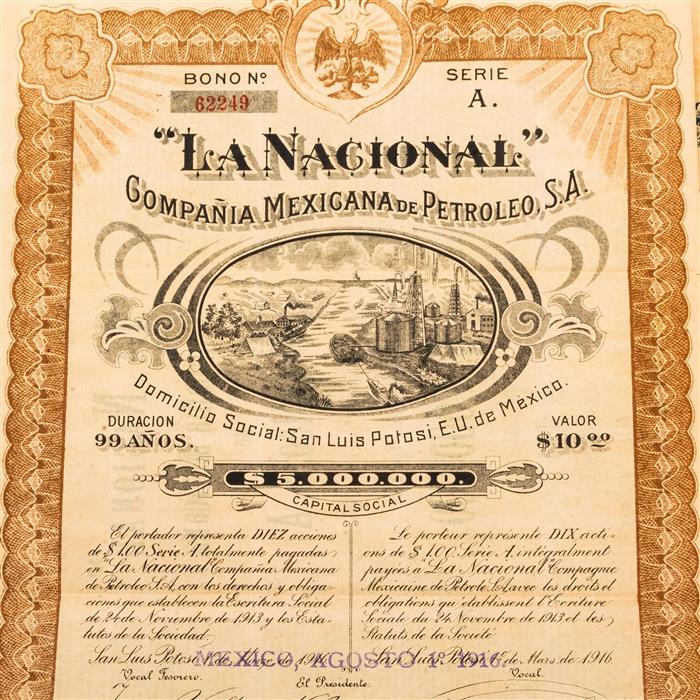 BONO Nº
62249
SERIE
A.
"LA NACIONAL"
COMPAÑIA MEXICANA DE PETROLEO, S.A.
Domicilio Social: San Luis Potosi, E.U. de México.
DURACION
99 AÑOS.
VALOR
$10.00
$5.000.000.
CAPITAL SOCIAL
El portador representa DIEZ acciones
de $1.00 Serie A. totalmente pagadas
en "La Nacional" Compañia Mexicana
de Petroleo S.A. con los derechos y obliga-
ciones que establecen la Escritura Social
de 24 de Noviembre de 1913 y los Esta-
tutos de la Sociedad.
San Luis Potosí
Vocal Tesorero.
El Presidente.
Le porteur represente DIX acti-
ons de $1.00 Serie A. intégralment
payées à "La Nacional" Compagnie
Mexicaine de Petrole S.A. avec les droits et
obligations qu établissent l'Ecriture
Sociale du 24 Novembre de 1913 et les
Statuts de la Societé
de Mars. de 1916.
Vocal.
MEXICO, AGOSTO 1º 1916.